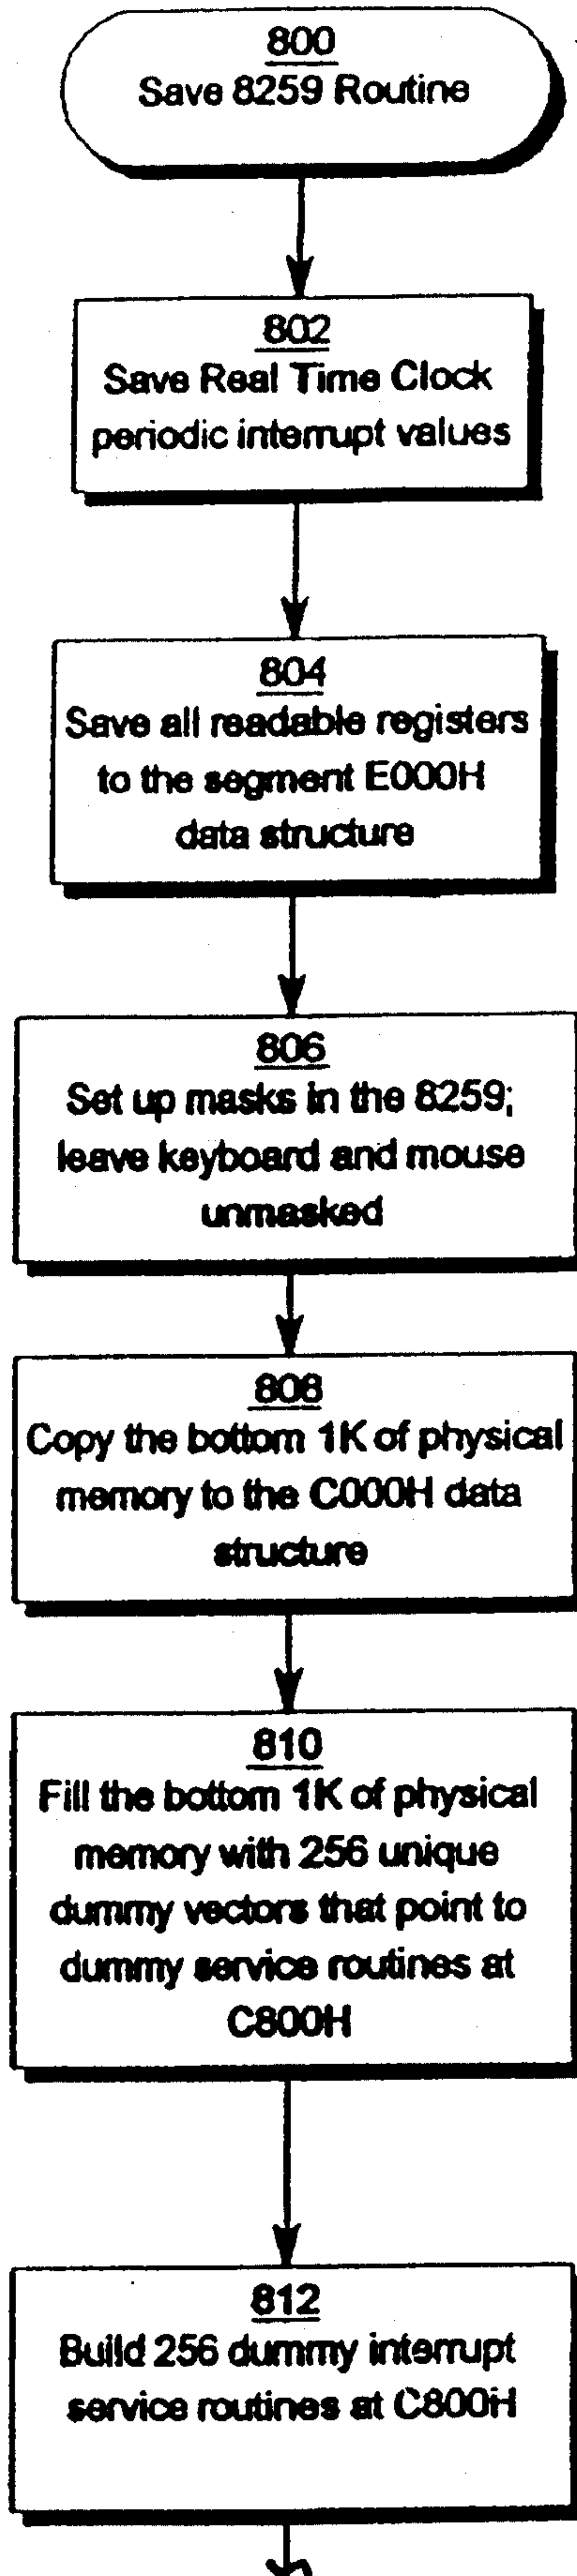 800
Save 8259 Routine
802
Save Real Time Clock
periodic interrupt values
804
Save all readable registers
to the segment E000H
data structure
806
Set up masks in the 8259;
leave keyboard and mouse
unmasked
808
Copy the bottom 1K of physical
memory to the C000H data
structure
810
Fill the bottom 1K of physical
memory with 256 unique
dummy vectors that point to
dummy service routines at
C800H
812
Build 256 dummy interrupt
service routines at C800H